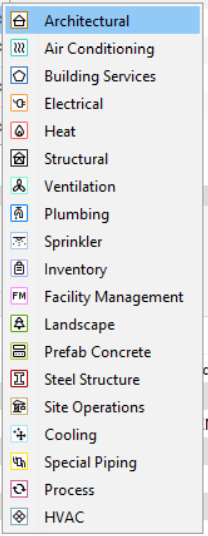 Architectural
Air Conditioning
Building Services
Electrical
Heat
Structural
Ventilation
Plumbing
Sprinkler
Inventory
FM Facility Management
Landscape
Prefab Concrete
Steel Structure
Site Operations
Cooling
Special Piping
Process
HVAC